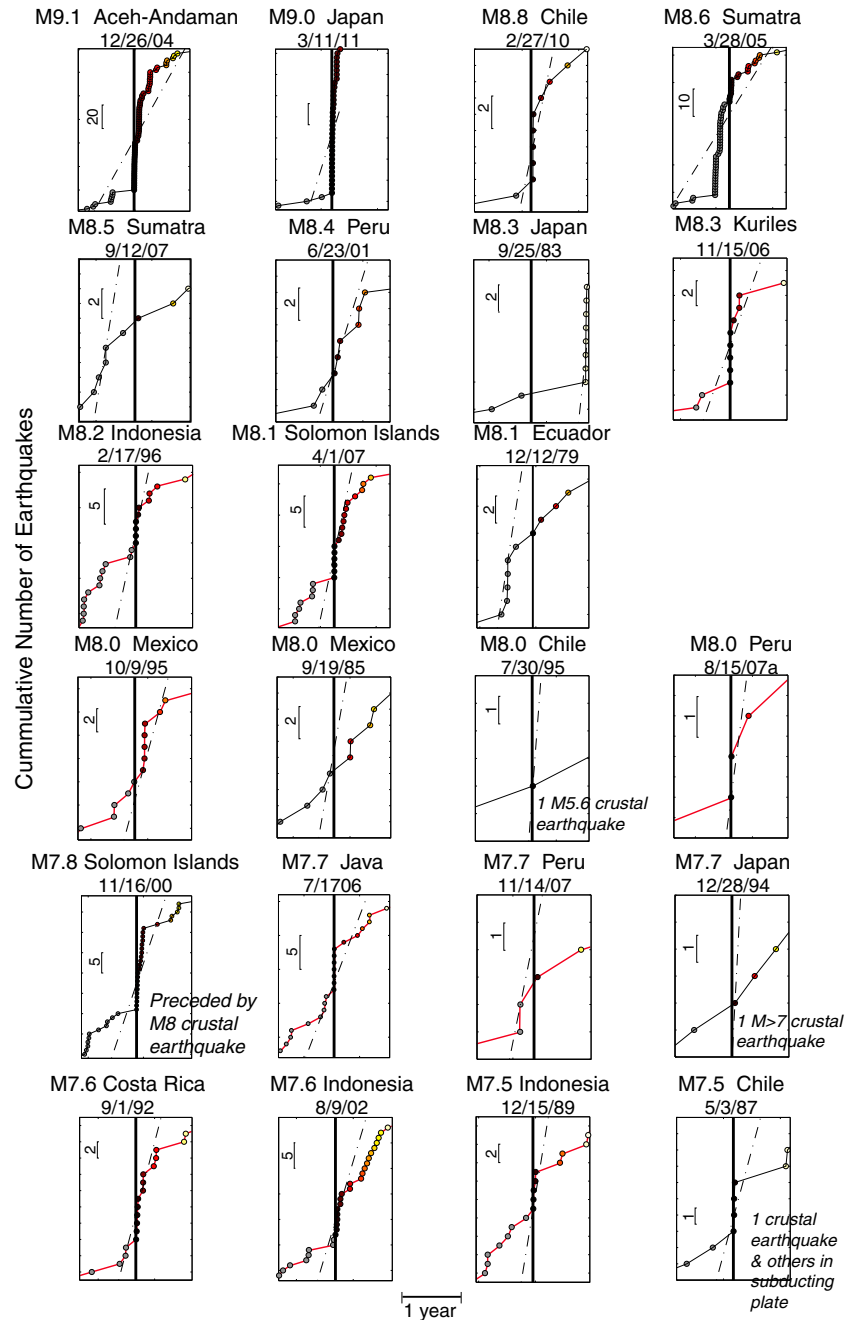 M9.1 Aceh-Andaman
12/26/04
20
M9.0 Japan
3/11/11
M8.8 Chile
2/27/10
2
M8.6 Sumatra
3/28/05
10
M8.5 Sumatra
9/12/07
2
M8.4 Peru
6/23/01
2
M8.3 Japan
9/25/83
2
M8.3 Kuriles
11/15/06
2
Cummulative Number of Earthquakes
M8.2 Indonesia
2/17/96
5
M8.1 Solomon Islands
4/1/07
5
M8.1 Ecuador
12/12/79
2
M8.0 Mexico
10/9/95
2
M8.0 Mexico
9/19/85
2
M8.0 Chile
7/30/95
1
1 M5.6 crustal
earthquake
M8.0 Peru
8/15/07a
1
M7.8 Solomon Islands
11/16/00
5
Preceded by
M8 crustal
earthquake
M7.7 Java
7/1706
5
M7.7 Peru
11/14/07
1
M7.7 Japan
12/28/94
1
1 M>7 crustal
earthquake
M7.6 Costa Rica
9/1/92
2
M7.6 Indonesia
8/9/02
5
M7.5 Indonesia
12/15/89
2
M7.5 Chile
5/3/87
1
1 crustal
earthquake
& others in
subducting
plate
1 year